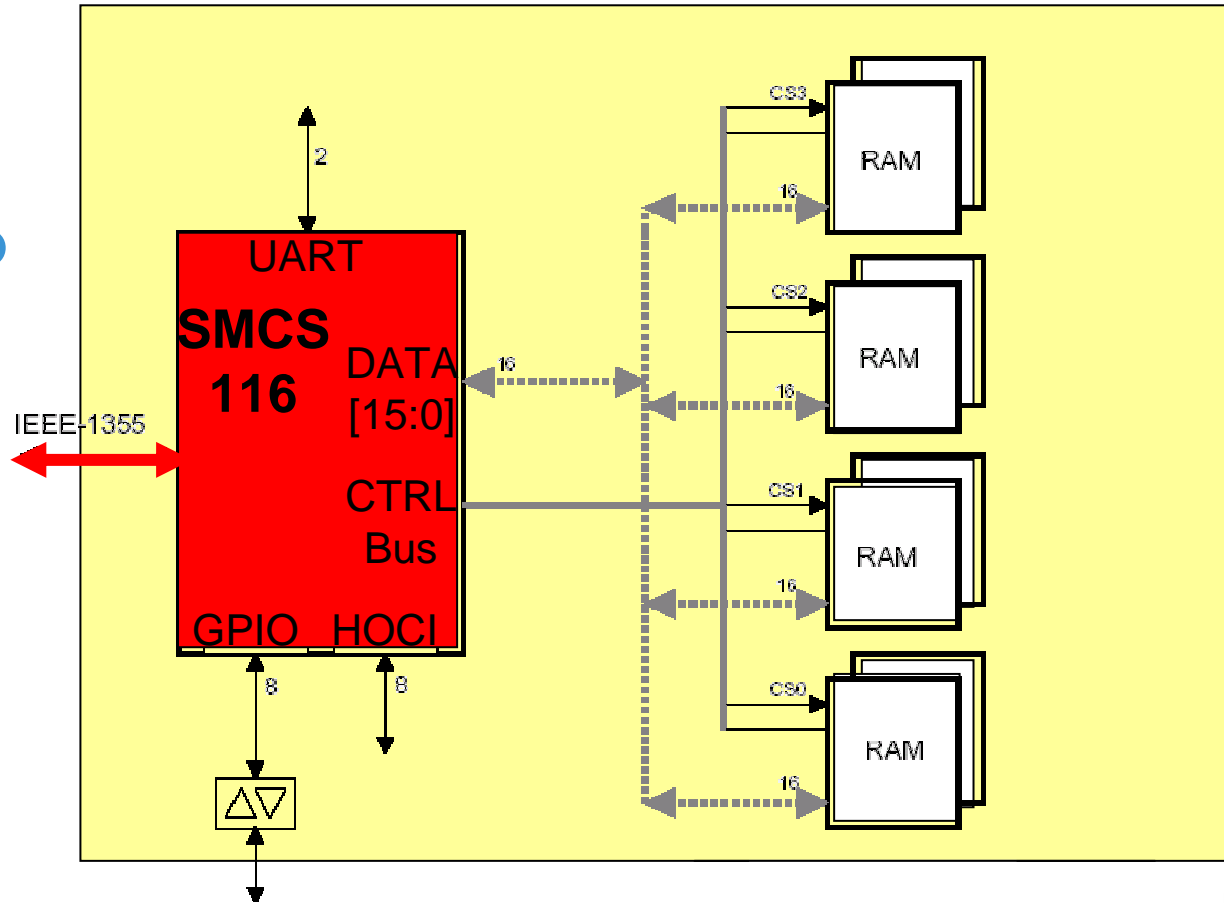 CS3
2
RAM
16
UART
CS2
SMCS
116
DATA
[15:0]
16
RAM
16
IEEE-1355
CTRL
Bus
CS1
RAM
16
GPIO
HOCI
8
8
CS0
RAM
16